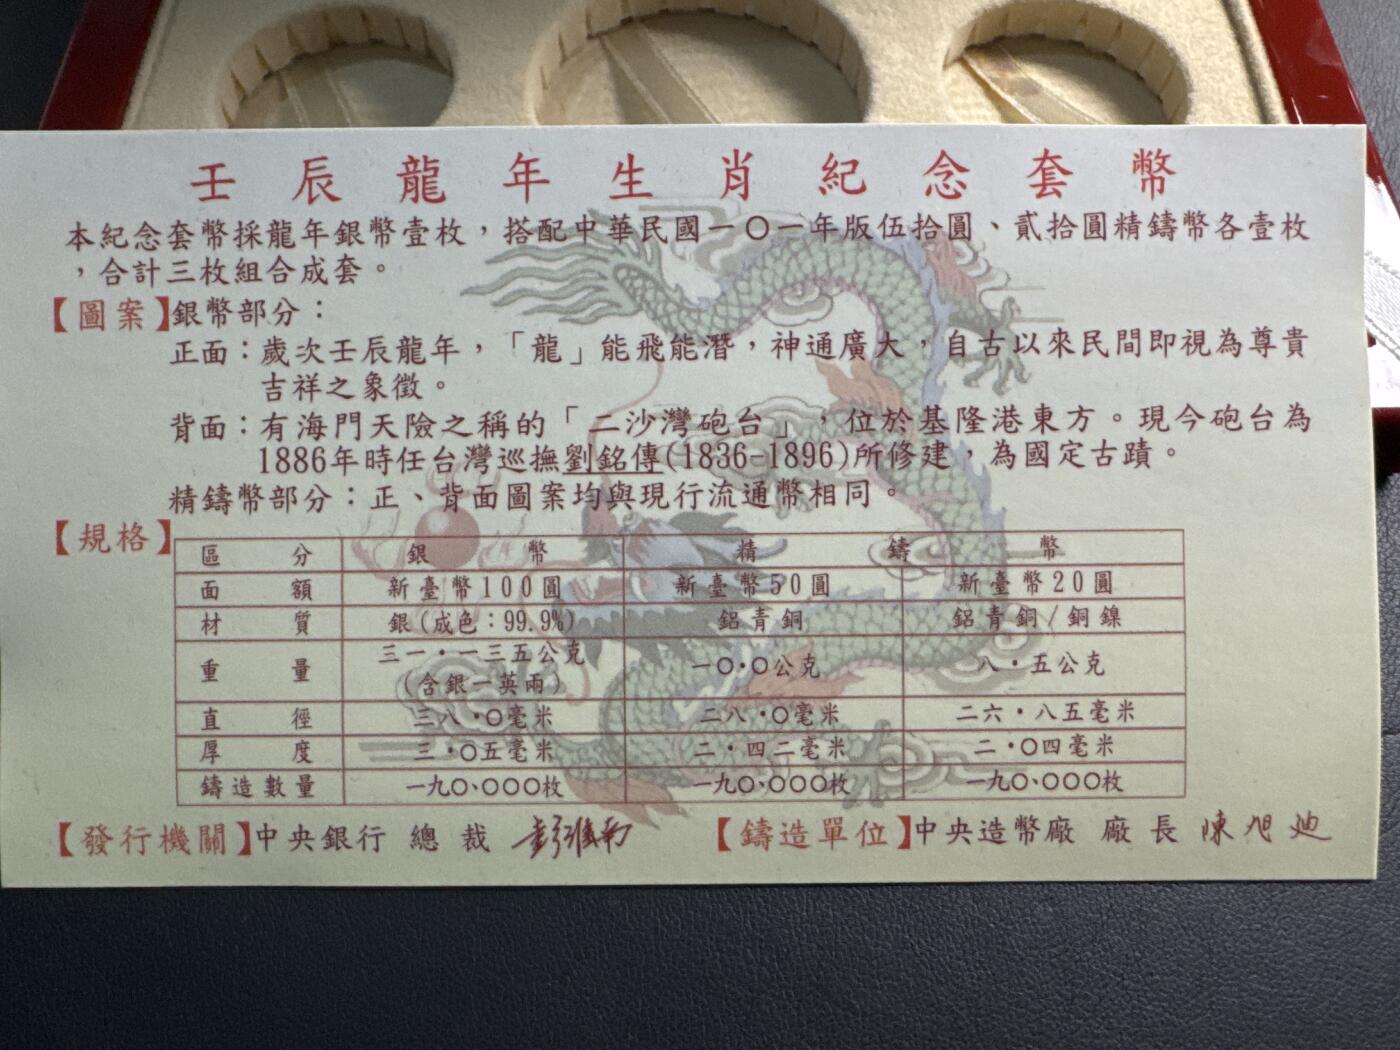 壬辰龍年生肖紀念套幣
本紀念套幣採龍年銀幣壹枚，搭配中華民國一〇一年版伍拾圓、貳拾圓精鑄幣各壹枚
，合計三枚組合成套。
【圖案】銀幣部分：
正面：歲次壬辰龍年，「龍」能飛能潛，神通廣大，自古以來民間即視為尊貴
吉祥之象徵。
背面：有海門天險之稱的「二沙灣砲台」，位於基隆港東方。現今砲台為
1886年時任台灣巡撫劉銘傳(1836-1896)所修建，為國定古蹟。
精鑄幣部分：正、背面圖案均與現行流通幣相同。
【規格】
區分 銀幣 精鑄幣
面額 新臺幣100圓 新臺幣50圓 新臺幣20圓
材質 銀(成色：99.9%) 鋁青銅 鋁青銅/銅鎳
重量 三一·一三五公克 一〇·〇公克 八·五公克
(含銀一英兩)
直徑 三八·〇毫米 二八·〇毫米 二六·八五毫米
厚度 三·〇五毫米 二·四二毫米 二·〇四毫米
鑄造數量 一九〇、〇〇〇枚 一九〇、〇〇〇枚 一九〇、〇〇〇枚
【發行機關】中央銀行 總裁 彭淮南 【鑄造單位】中央造幣廠 廠長 陳旭迪